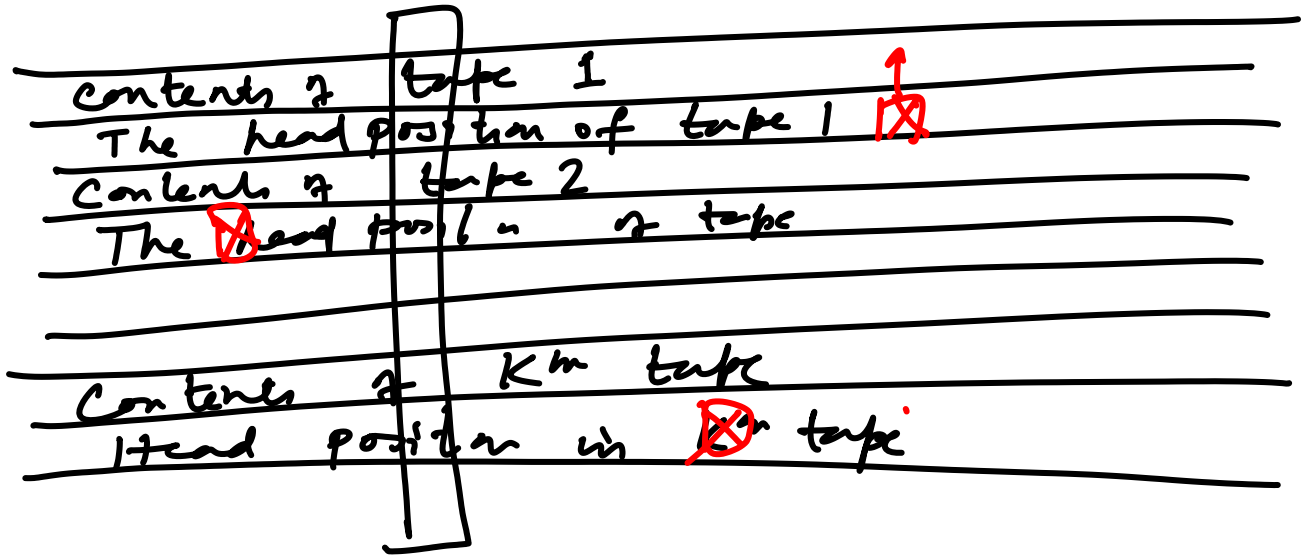 contents of tape 1
The head position of tape 1
Contents of tape 2
The head position of tape
Contents of Kth tape
Head position in Kth tape